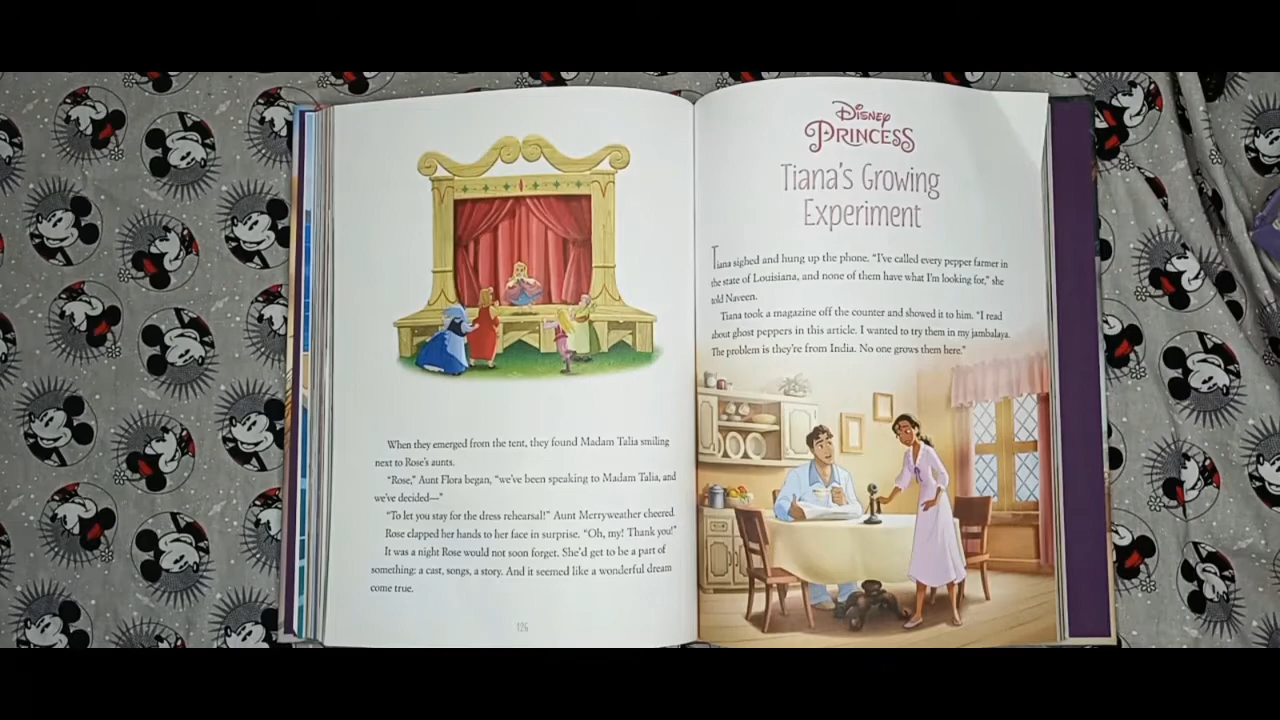 When they emerged from the tent, they found Madam Talia smiling
next to Rose's aunts.
"Rose," Aunt Flora began, "we've been speaking to Madam Talia, and
we've decided—"
"To let you stay for the dress rehearsal!" Aunt Merryweather cheered.
Rose clapped her hands to her face in surprise. "Oh, my! Thank you!"
It was a night Rose would not soon forget. She'd get to be a part of
something: a cast, songs, a story. And it seemed like a wonderful dream
come true.
126
Disney
PRINCESS
Tiana's Growing
Experiment
Tiana sighed and hung up the phone. "I've called every pepper farmer in
the state of Louisiana, and none of them have what I'm looking for," she
told Naveen.
Tiana took a magazine off the counter and showed it to him. "I read
about ghost peppers in this article. I wanted to try them in my jambalaya.
The problem is they're from India. No one grows them here."